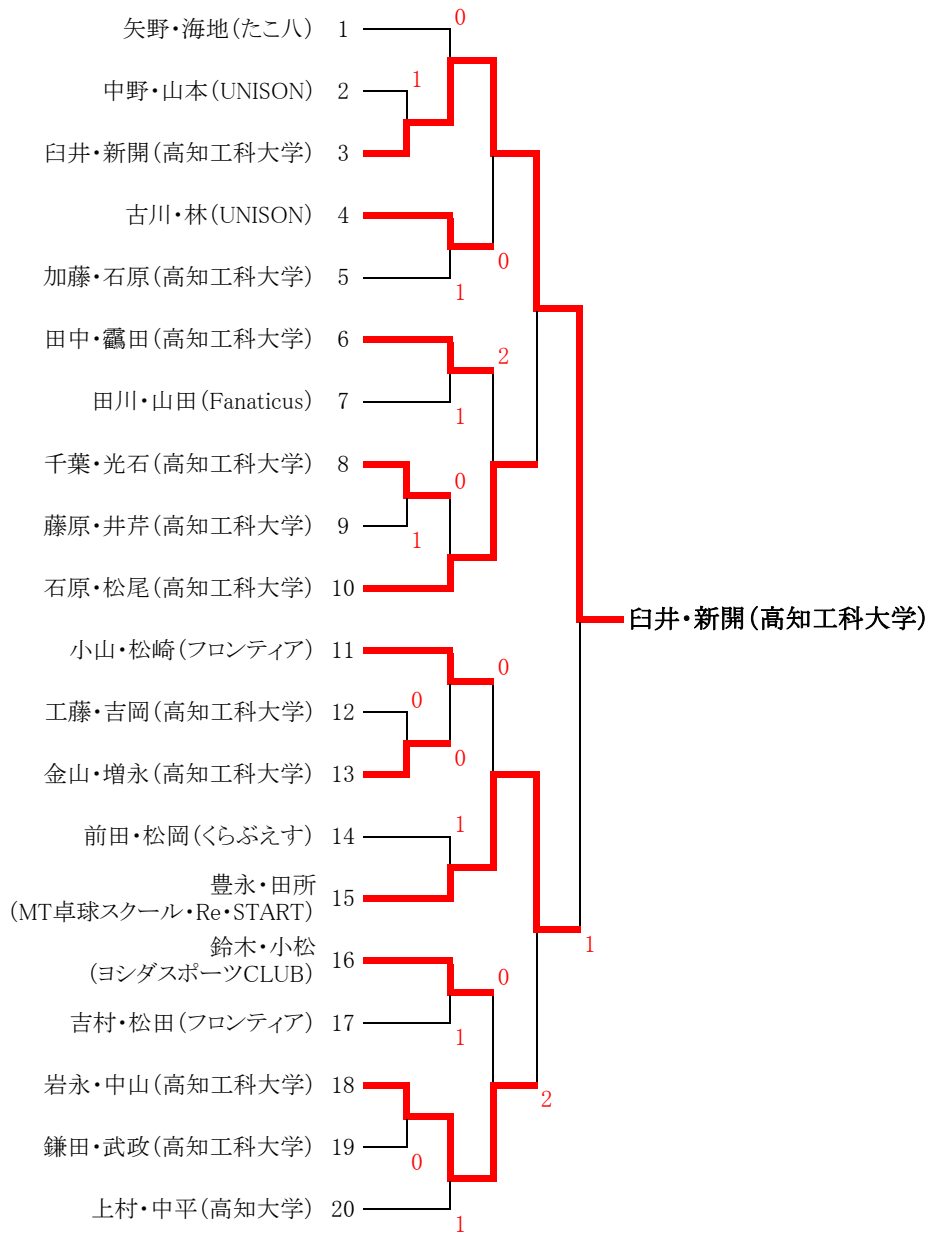 矢野・海地(たこ八) 1
0
1
中野・山本(UNISON) 2
臼井・新開(高知工科大学) 3
古川・林(UNISON) 4
0
加藤・石原(高知工科大学) 5
1
田中・靏田(高知工科大学) 6
2
田川・山田(Fanaticus) 7
1
千葉・光石(高知工科大学) 8
0
藤原・井芹(高知工科大学) 9
1
石原・松尾(高知工科大学) 10
臼井・新開(高知工科大学)
小山・松崎(フロンティア) 11
0
工藤・吉岡(高知工科大学) 12
0
0
金山・増永(高知工科大学) 13
前田・松岡(くらぶえす) 14
1
豊永・田所
(MT卓球スクール・Re・START) 15
鈴木・小松
(ヨシダスポーツCLUB) 16
1
0
吉村・松田(フロンティア) 17
1
岩永・中山(高知工科大学) 18
2
鎌田・武政(高知工科大学) 19
0
上村・中平(高知大学) 20
1